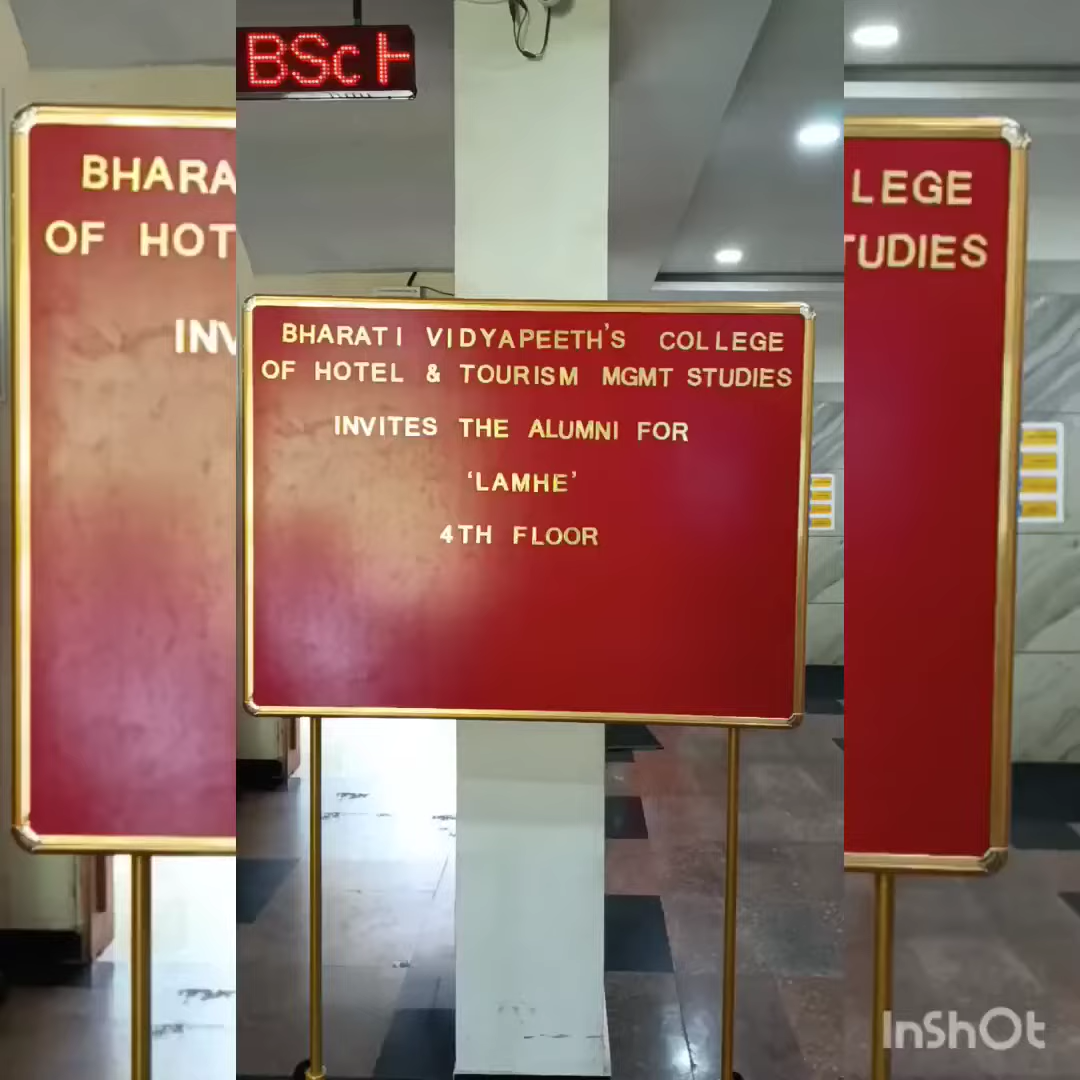 BSc H
BHARATI VIDYAPEETH'S COLLEGE
OF HOTEL & TOURISM MGMT STUDIES
INVITES THE ALUMNI FOR
'LAMHE'
4TH FLOOR
BHARA
OF HOT
INV
LEGE
TUDIES
InShOt